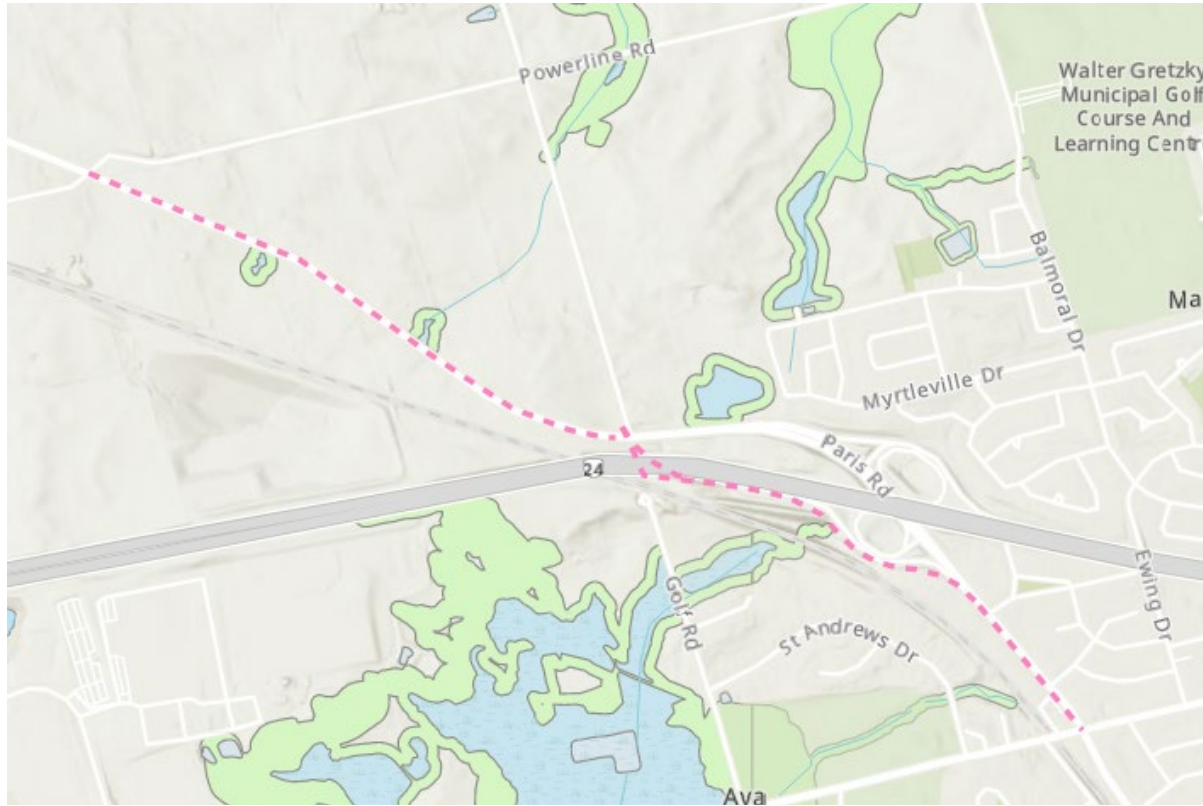 Powerline Rd
Walter Gretzky
Municipal Golf
Course And
Learning Centre
Balmoral Dr
Ma
Myrtleville Dr
Paris Rd
24
Ewing Dr
Golf Rd
St Andrews Dr
Ava